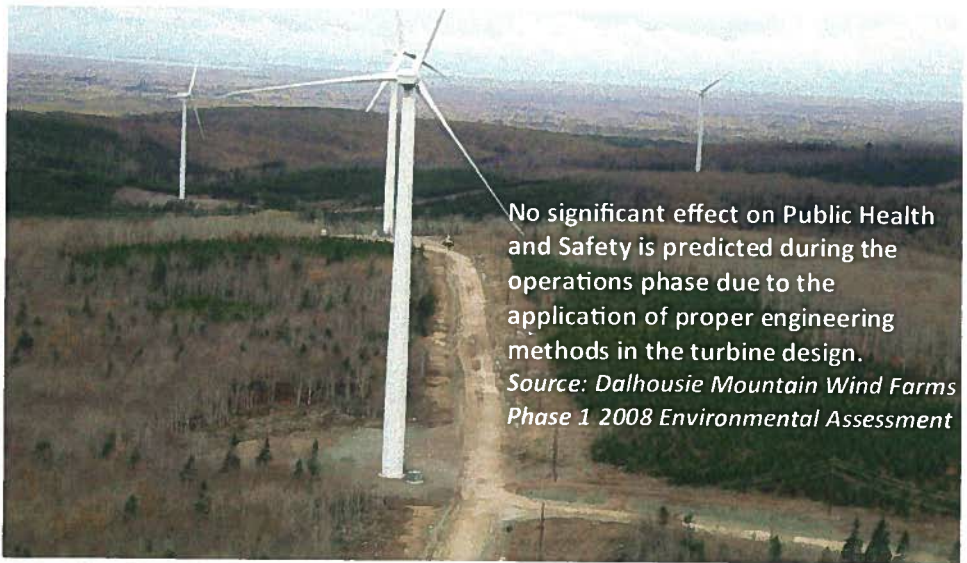 No significant effect on Public Health
and Safety is predicted during the
operations phase due to the
application of proper engineering
methods in the turbine design.
Source: Dalhousie Mountain Wind Farms
Phase 1 2008 Environmental Assessment